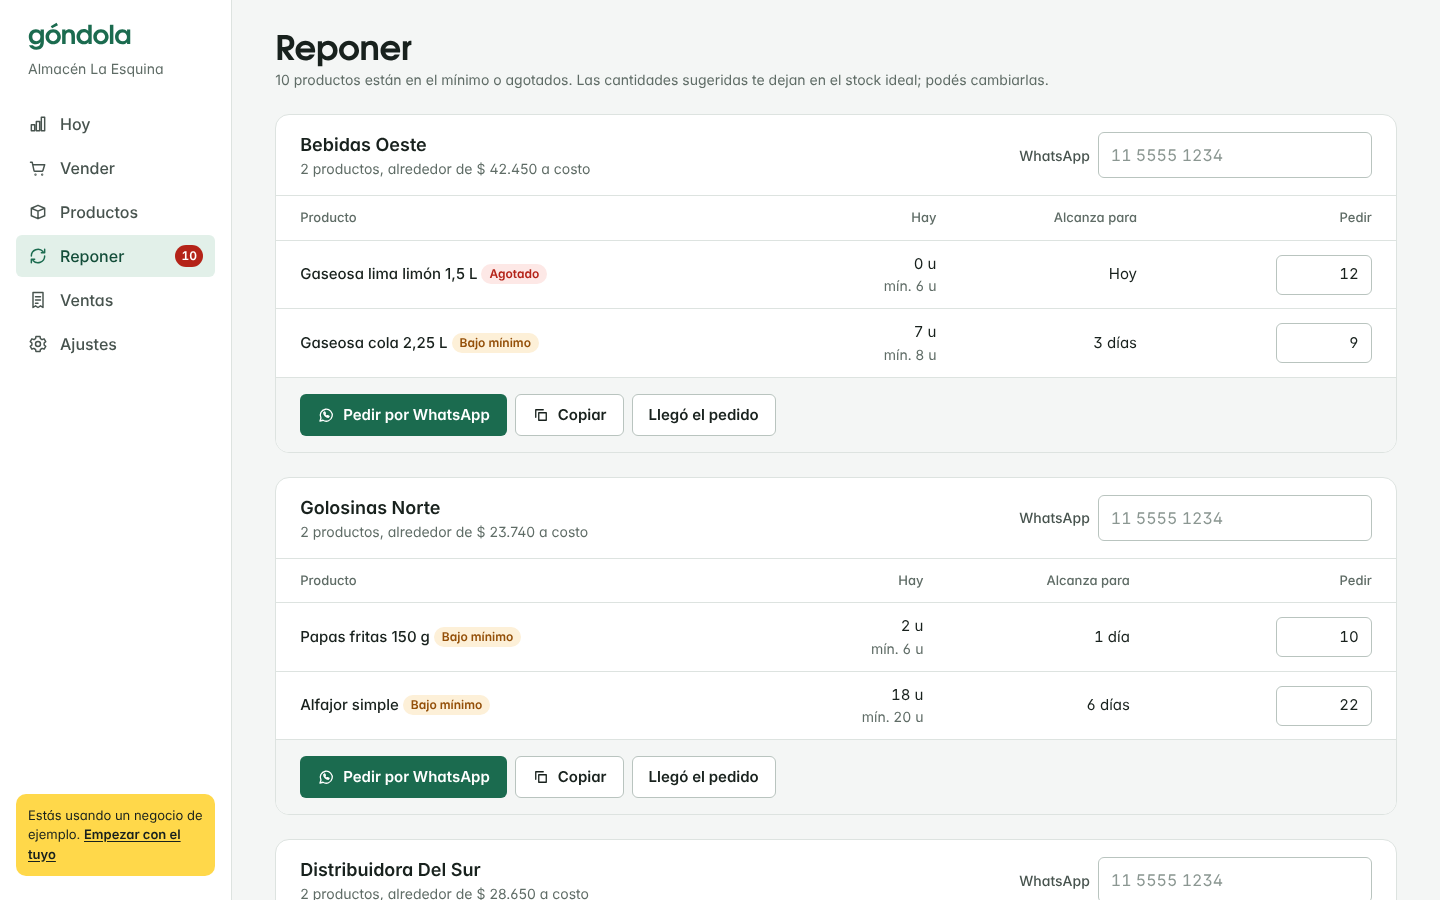 góndola
Almacén La Esquina
Hoy
Vender
Productos
Reponer 10
Ventas
Ajustes
Estás usando un negocio de
ejemplo. Empezar con el
tuyo
Reponer
10 productos están en el mínimo o agotados. Las cantidades sugeridas te dejan en el stock ideal; podés cambiarlas.
Bebidas Oeste
2 productos, alrededor de $ 42.450 a costo
WhatsApp 11 5555 1234
Producto Hay Alcanza para Pedir
Gaseosa lima limón 1,5 L Agotado 0 u Hoy 12
mín. 6 u
Gaseosa cola 2,25 L Bajo mínimo 7 u 3 días 9
mín. 8 u
Pedir por WhatsApp Copiar Llegó el pedido
Golosinas Norte
2 productos, alrededor de $ 23.740 a costo
WhatsApp 11 5555 1234
Producto Hay Alcanza para Pedir
Papas fritas 150 g Bajo mínimo 2 u 1 día 10
mín. 6 u
Alfajor simple Bajo mínimo 18 u 6 días 22
mín. 20 u
Pedir por WhatsApp Copiar Llegó el pedido
Distribuidora Del Sur
2 productos, alrededor de $ 28.650 a costo
WhatsApp 11 5555 1234